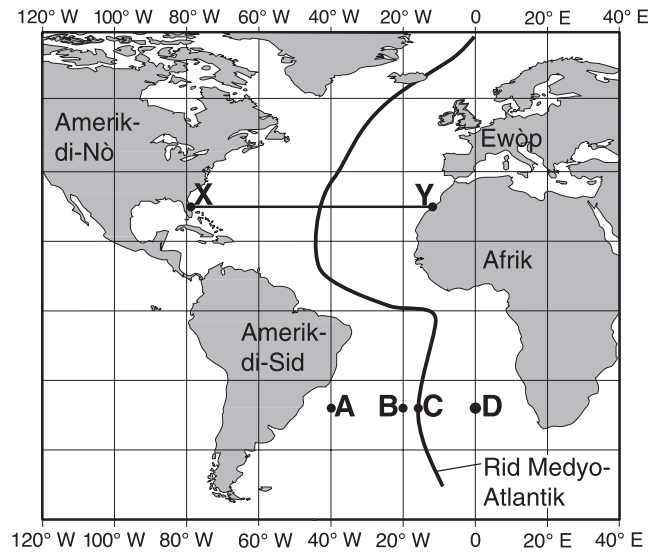 120° W 100° W 80° W 60° W 40° W 20° W 0 20° E 40° E
Amerik-
di-Nò
Ewòp
X
Y
Afrik
Amerik-
di-Sid
A
B
C
D
Rid Medyo-
Atlantik
120° W 100° W 80° W 60° W 40° W 20° W 0 20° E 40° E